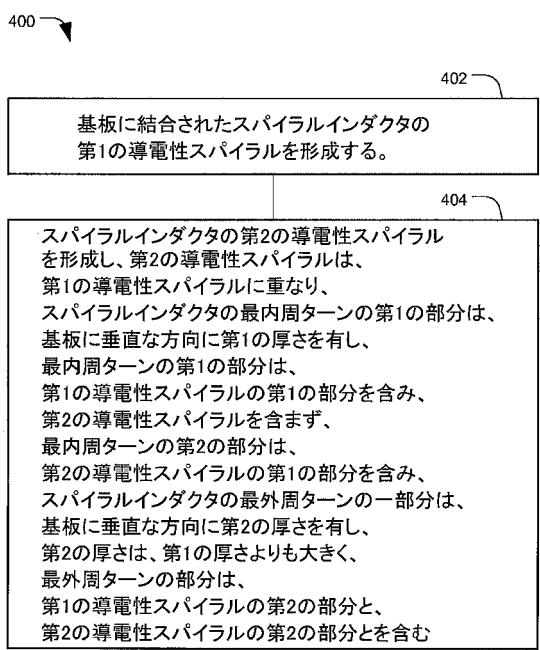 400
402
基板に結合されたスパイラルインダクタの
第1の導電性スパイラルを形成する。
404
スパイラルインダクタの第2の導電性スパイラル
を形成し、第2の導電性スパイラルは、
第1の導電性スパイラルに重なり、
スパイラルインダクタの最内周ターンの第1の部分は、
基板に垂直な方向に第1の厚さを有し、
最内周ターンの第1の部分は、
第1の導電性スパイラルの第1の部分を含み、
第2の導電性スパイラルを含まず、
最内周ターンの第2の部分は、
第2の導電性スパイラルの第1の部分を含み、
スパイラルインダクタの最外周ターンの一部分は、
基板に垂直な方向に第2の厚さを有し、
第2の厚さは、第1の厚さよりも大きく、
最外周ターンの部分は、
第1の導電性スパイラルの第2の部分と、
第2の導電性スパイラルの第2の部分とを含む